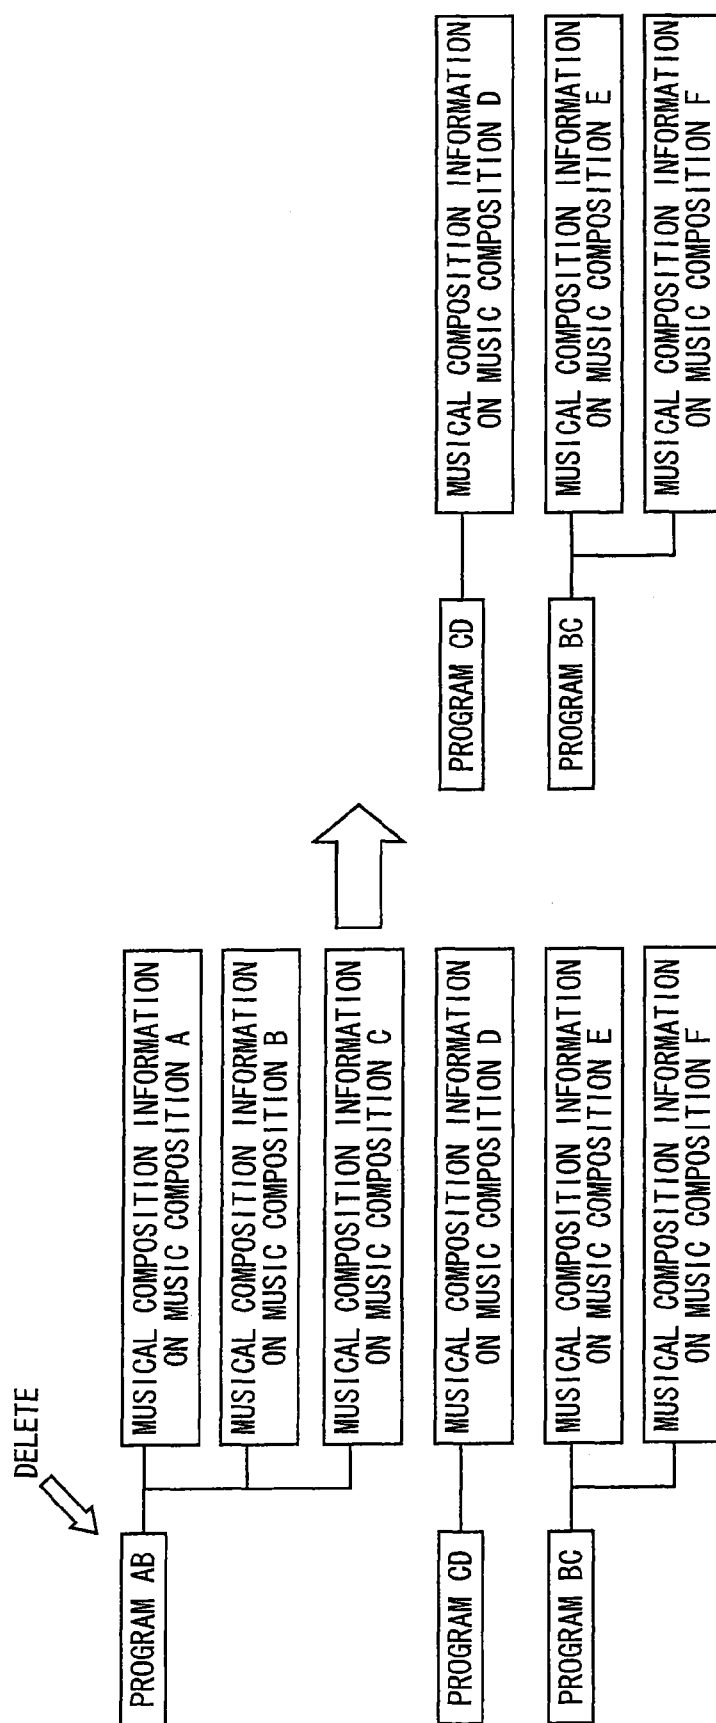 DELETE
PROGRAM AB
MUSICAL COMPOSITION INFORMATION
ON MUSIC COMPOSITION A
MUSICAL COMPOSITION INFORMATION
ON MUSIC COMPOSITION B
MUSICAL COMPOSITION INFORMATION
ON MUSIC COMPOSITION C
PROGRAM CD
MUSICAL COMPOSITION INFORMATION
ON MUSIC COMPOSITION D
PROGRAM BC
MUSICAL COMPOSITION INFORMATION
ON MUSIC COMPOSITION E
MUSICAL COMPOSITION INFORMATION
ON MUSIC COMPOSITION F
PROGRAM CD
MUSICAL COMPOSITION INFORMATION
ON MUSIC COMPOSITION D
PROGRAM BC
MUSICAL COMPOSITION INFORMATION
ON MUSIC COMPOSITION E
MUSICAL COMPOSITION INFORMATION
ON MUSIC COMPOSITION F